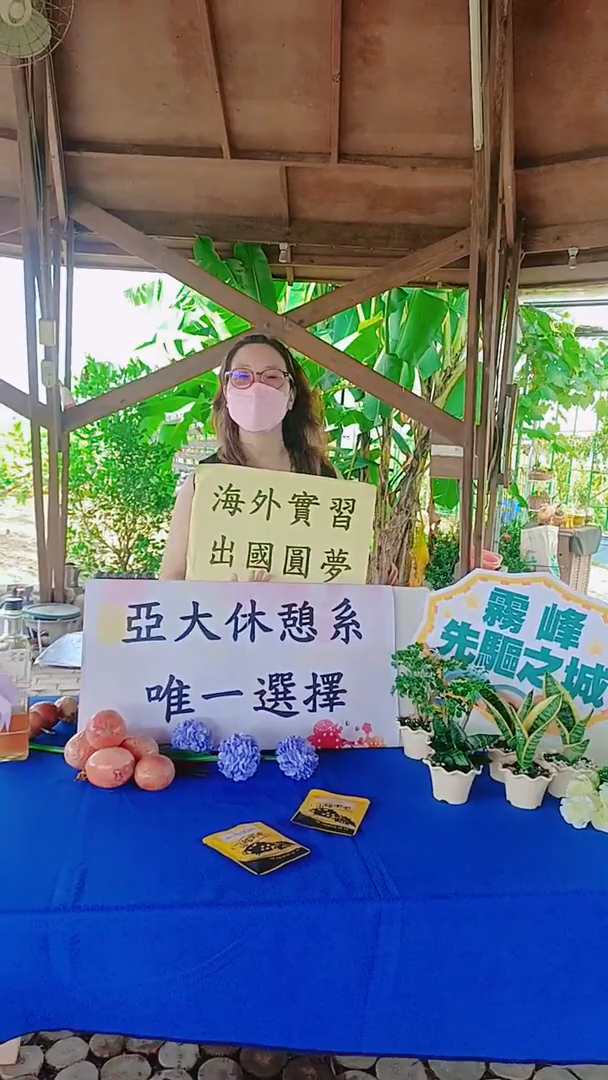 海外實習
出國圓夢
亞大休憩系
唯一選擇
霧峰
先驅之城